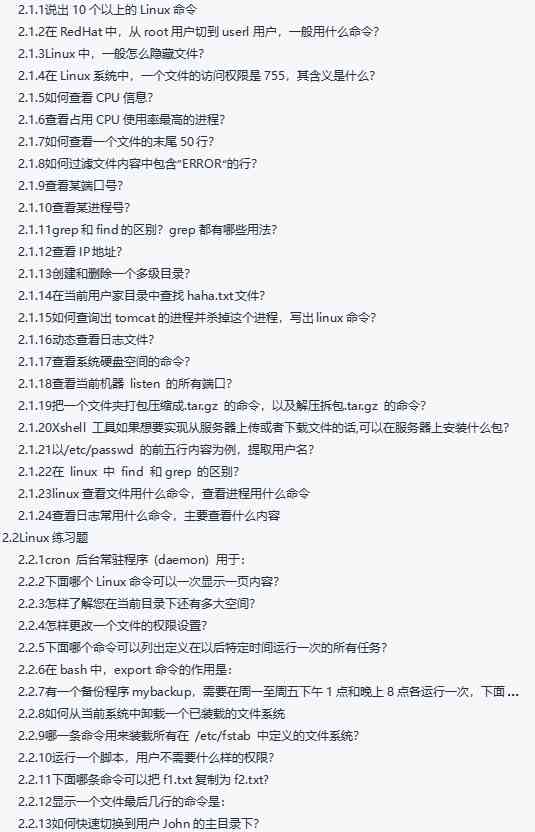 2.1.1说出 10 个以上的 Linux 命令
2.1.2在 RedHat 中，从 root 用户切到 userl 用户，一般用什么命令？
2.1.3Linux 中，一般怎么隐藏文件？
2.1.4在 Linux 系统中，一个文件的访问权限是 755，其含义是什么？
2.1.5如何查看 CPU 信息？
2.1.6查看占用 CPU 使用率最高的进程？
2.1.7如何查看一个文件的末尾 50 行？
2.1.8如何过滤文件内容中包含"ERROR"的行？
2.1.9查看某端口号？
2.1.10查看某进程号？
2.1.11grep 和 find 的区别？grep 都有哪些用法？
2.1.12查看 IP 地址？
2.1.13创建和删除一个多级目录？
2.1.14在当前用户家目录中查找 haha.txt 文件？
2.1.15如何查询出 tomcat 的进程并杀掉这个进程，写出 linux 命令？
2.1.16动态查看日志文件？
2.1.17查看系统硬盘空间的命令？
2.1.18查看当前机器 listen 的所有端口？
2.1.19把一个文件夹打包压缩成.tar.gz 的命令，以及解压拆包.tar.gz 的命令？
2.1.20Xshell 工具如果想要实现从服务器上传或者下载文件的话,可以在服务器上安装什么包？
2.1.21以/etc/passwd 的前五行内容为例，提取用户名？
2.1.22在 linux 中 find 和 grep 的区别？
2.1.23linux 查看文件用什么命令，查看进程用什么命令
2.1.24查看日志常用什么命令，主要查看什么内容
2.2Linux 练习题
2.2.1cron 后台常驻程序 (daemon) 用于：
2.2.2下面哪个 Linux 命令可以一次显示一页内容？
2.2.3怎样了解您在当前目录下还有多大空间？
2.2.4怎样更改一个文件的权限设置？
2.2.5下面哪个命令可以列出定义在以后特定时间运行一次的所有任务？
2.2.6在 bash 中，export 命令的作用是：
2.2.7有一个备份程序 mybackup，需要在周一至周五下午 1 点和晚上 8 点各运行一次，下面 ...
2.2.8如何从当前系统中卸载一个已装载的文件系统
2.2.9哪一条命令用来装载所有在 /etc/fstab 中定义的文件系统？
2.2.10运行一个脚本，用户不需要什么样的权限？
2.2.11下面哪条命令可以把 f1.txt 复制为 f2.txt？
2.2.12显示一个文件最后几行的命令是：
2.2.13如何快速切换到用户 John 的主目录下？